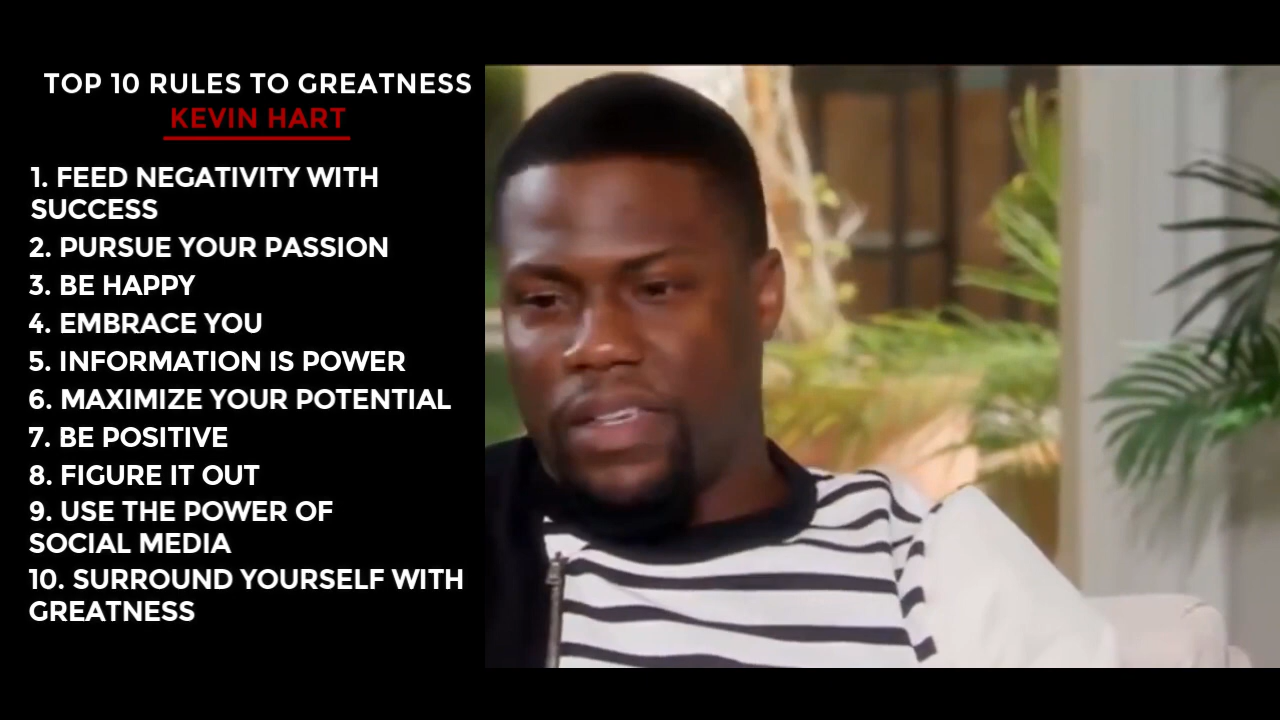 TOP 10 RULES TO GREATNESS
KEVIN HART
1. FEED NEGATIVITY WITH
SUCCESS
2. PURSUE YOUR PASSION
3. BE HAPPY
4. EMBRACE YOU
5. INFORMATION IS POWER
6. MAXIMIZE YOUR POTENTIAL
7. BE POSITIVE
8. FIGURE IT OUT
9. USE THE POWER OF
SOCIAL MEDIA
10. SURROUND YOURSELF WITH
GREATNESS